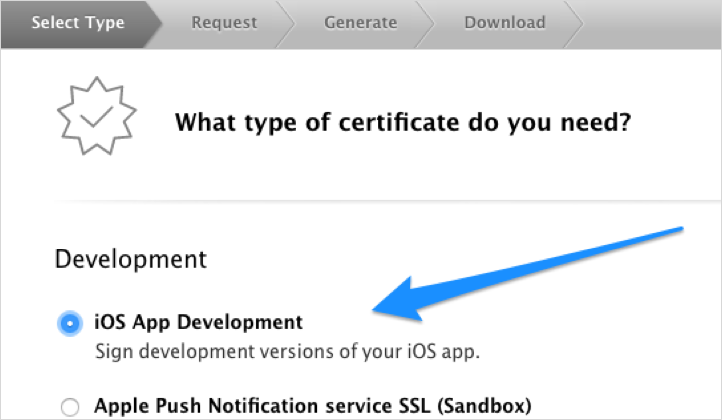 Select Type Request Generate Download
What type of certificate do you need?
Development
iOS App Development
Sign development versions of your iOS app.
Apple Push Notification service SSL (Sandbox)